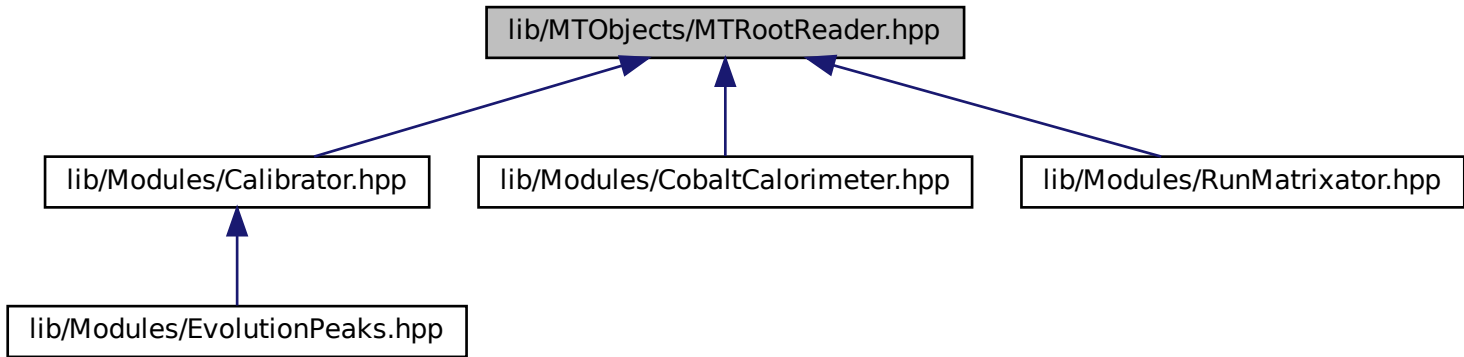 lib/MTObjects/MTRootReader.hpp
lib/Modules/Calibrator.hpp
lib/Modules/CobaltCalorimeter.hpp
lib/Modules/RunMatrixator.hpp
lib/Modules/EvolutionPeaks.hpp